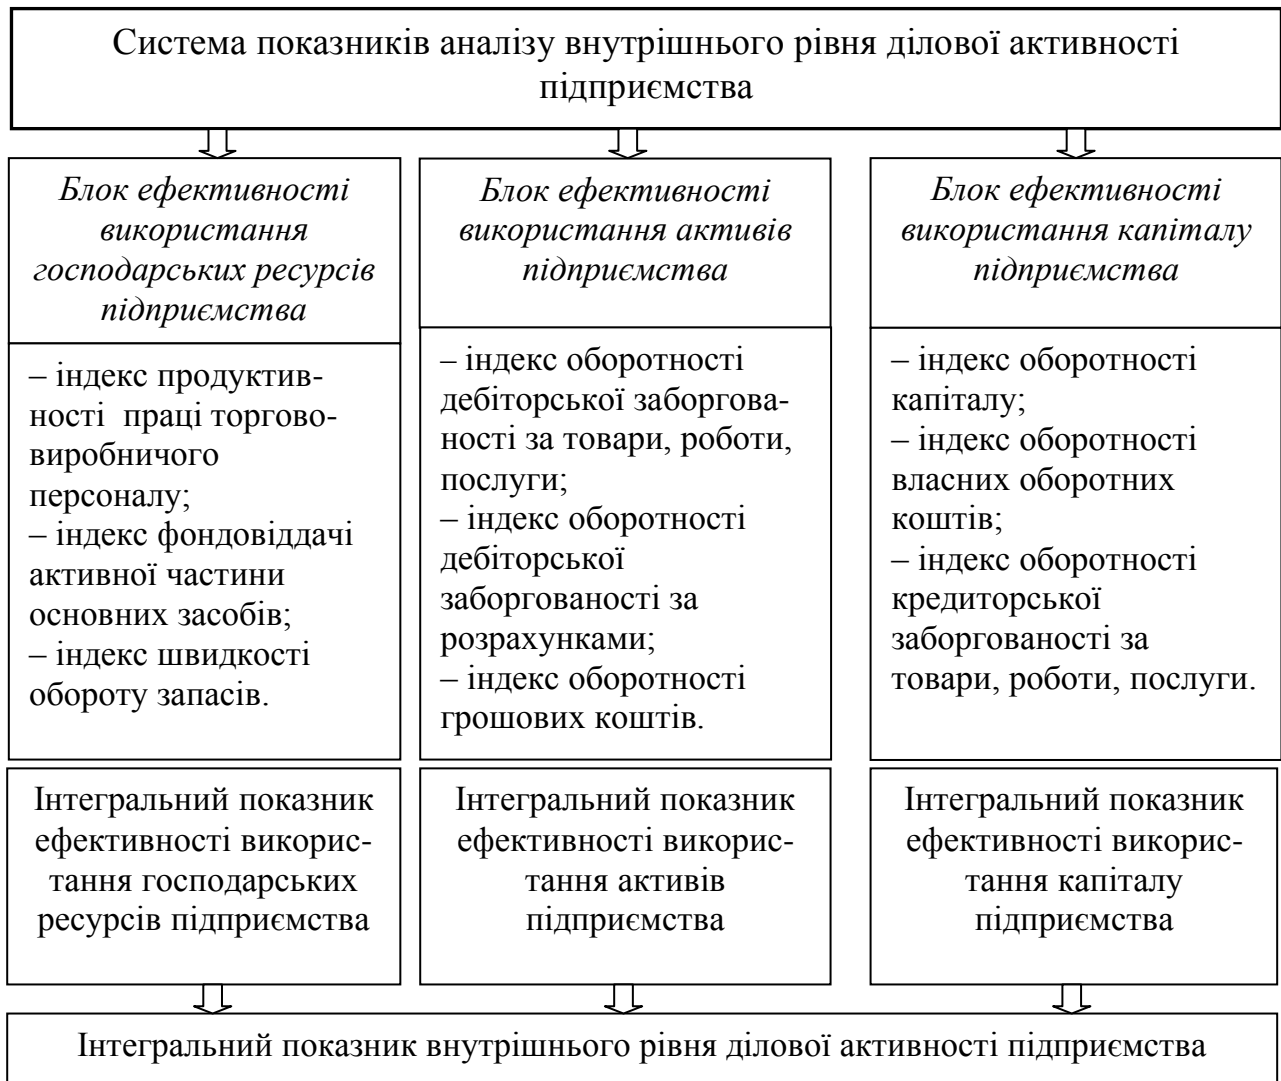 Система показників аналізу внутрішнього рівня ділової активності
підприємства
Блок ефективності
використання
господарських ресурсів
підприємства
– індекс продуктив-
ності праці торгово-
виробничого
персоналу;
– індекс фондовіддачі
активної частини
основних засобів;
– індекс швидкості
обороту запасів.
Інтегральний показник
ефективності викорис-
тання господарських
ресурсів підприємства
Блок ефективності
використання активів
підприємства
– індекс оборотності
дебіторської заборгова-
ності за товари, роботи,
послуги;
– індекс оборотності
дебіторської
заборгованості за
розрахунками;
– індекс оборотності
грошових коштів.
Інтегральний показник
ефективності викорис-
тання активів
підприємства
Блок ефективності
використання капіталу
підприємства
– індекс оборотності
капіталу;
– індекс оборотності
власних оборотних
коштів;
– індекс оборотності
кредиторської
заборгованості за
товари, роботи, послуги.
Інтегральний показник
ефективності викорис-
тання капіталу
підприємства
Інтегральний показник внутрішнього рівня ділової активності підприємства